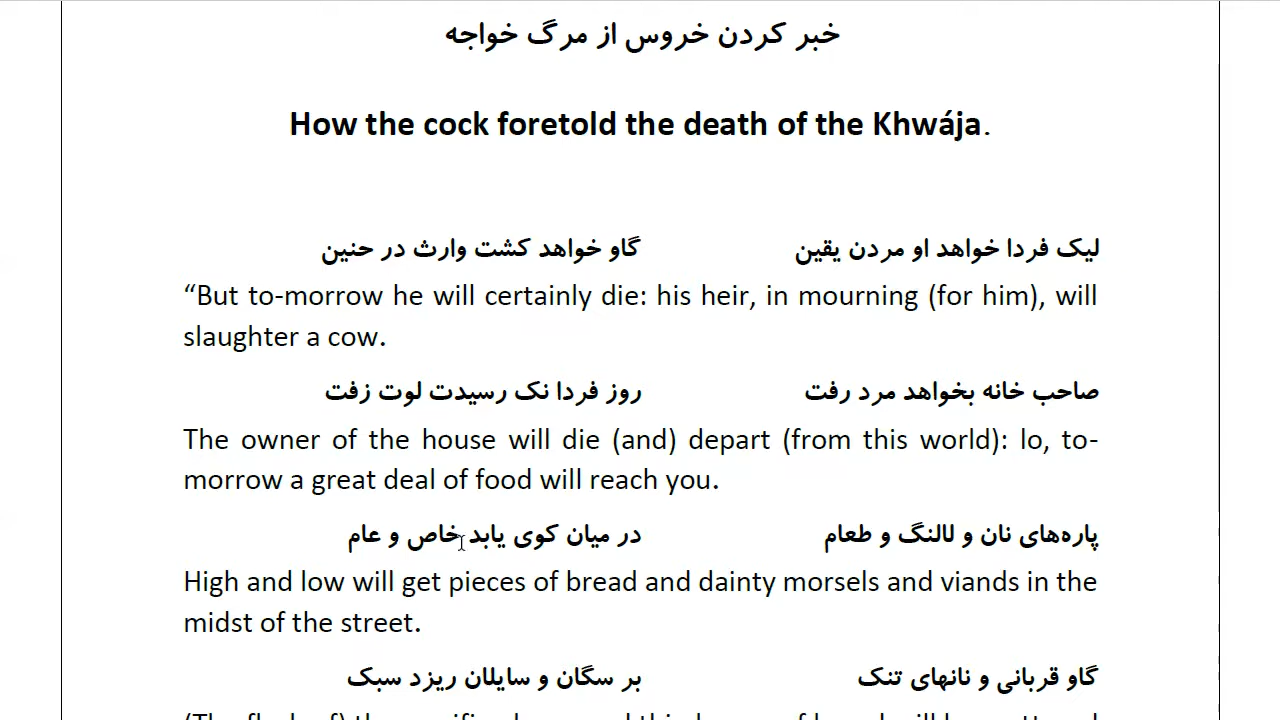 خبر کردن خروس از مرگ خواجه
How the cock foretold the death of the Khwája.
لیک فردا خواهد او مردن یقین گاو خواهد کشت وارث در حنین
“But to-morrow he will certainly die: his heir, in mourning (for him), will
slaughter a cow.
صاحب خانه بخواهد مرد رفت روز فردا نک رسیدت لوت زفت
The owner of the house will die (and) depart (from this world): lo, to-
morrow a great deal of food will reach you.
پاره‌های نان و لالنگ و طعام در میان کوی یابد خاص و عام
High and low will get pieces of bread and dainty morsels and viands in the
midst of the street.
گاو قربانی و نانهای تنک بر سگان و سایلان ریزد سبک